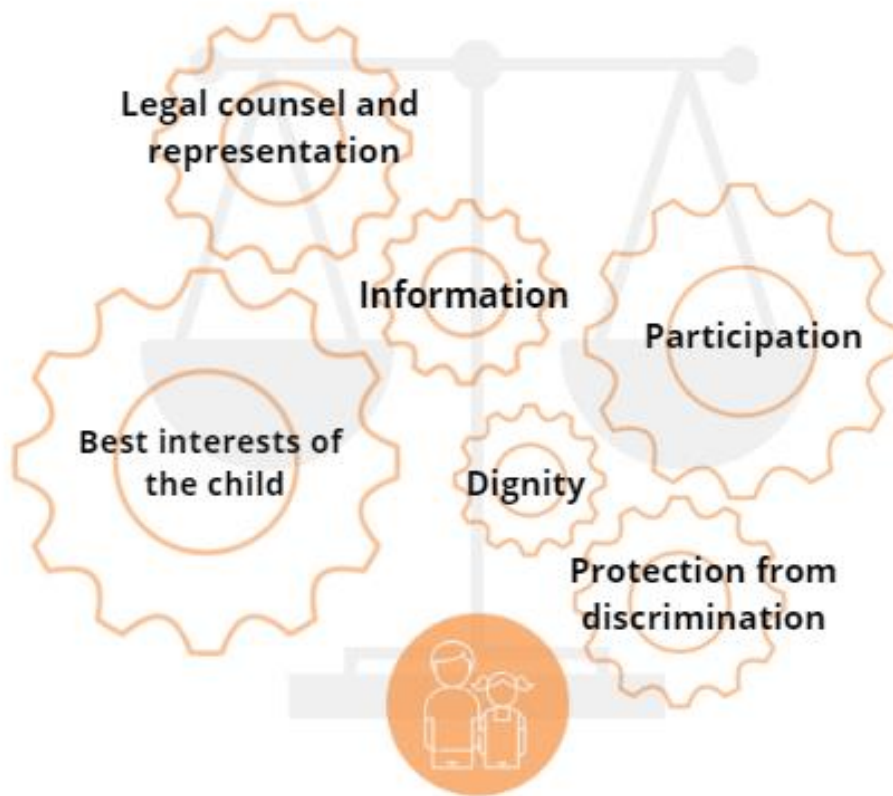 Legal counsel and
representation
Information
Participation
Best interests of
the child
Dignity
Protection from
discrimination